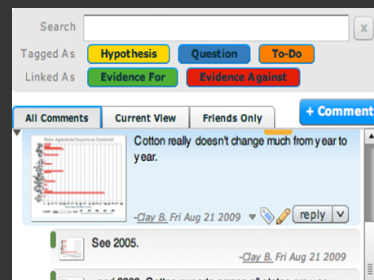 Search
x
Tagged As Hypothesis Question To-Do
Linked As Evidence For Evidence Against
All Comments Current View Friends Only + Comment
Cotton really doesn't change much from year to
year.
-Clay B. Fri Aug 21 2009 reply
See 2005.
-Clay B. Fri Aug 21 2009